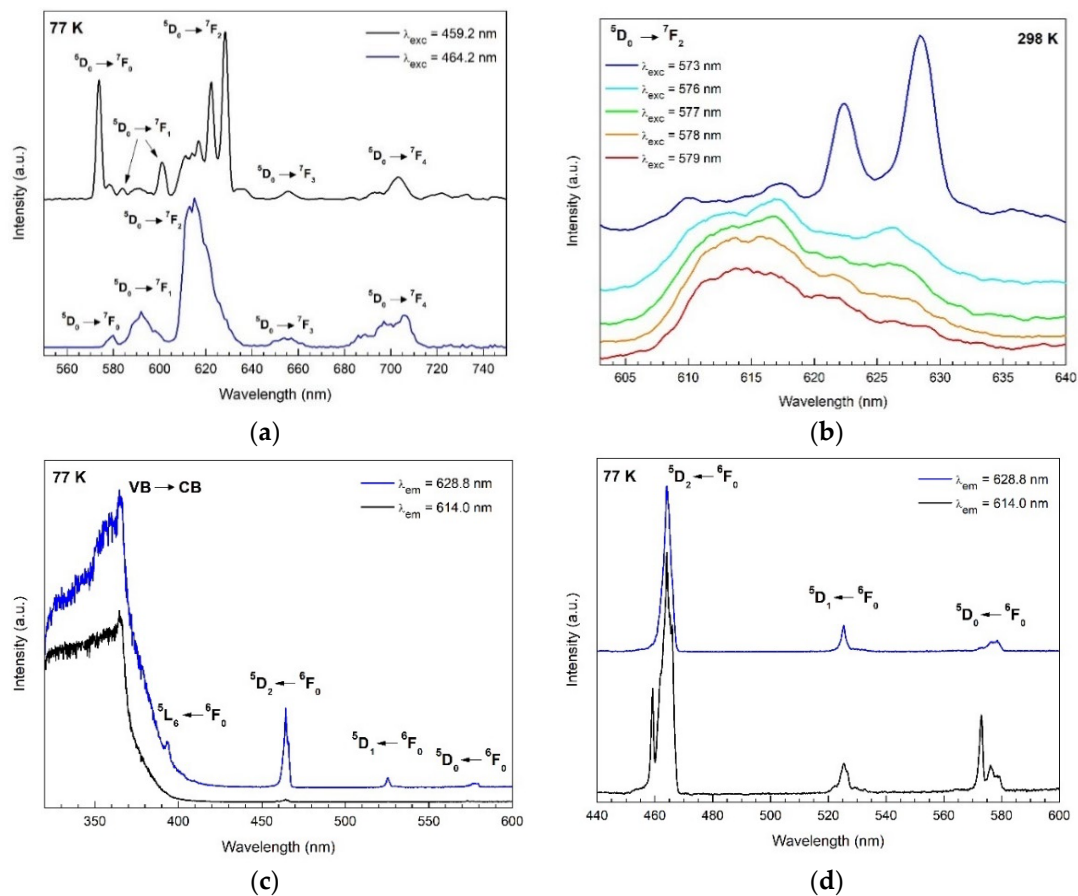 77 K
⁵D₀ → ⁷F₂
λexc = 459.2 nm
λexc = 464.2 nm
⁵D₀ → ⁷F₀
⁵D₀ → ⁷F₁
⁵D₀ → ⁷F₃
⁵D₀ → ⁷F₄
⁵D₀ → ⁷F₂
⁵D₀ → ⁷F₁
⁵D₀ → ⁷F₀
⁵D₀ → ⁷F₃
⁵D₀ → ⁷F₄
Intensity (a.u.)
560 580 600 620 640 660 680 700 720 740
Wavelength (nm)
(a)
⁵D₀ → ⁷F₂
298 K
λexc = 573 nm
λexc = 576 nm
λexc = 577 nm
λexc = 578 nm
λexc = 579 nm
Intensity (a.u.)
605 610 615 620 625 630 635 640
Wavelength (nm)
(b)
77 K
VB → CB
λem = 628.8 nm
λem = 614.0 nm
⁵L₆ ← ⁶F₀
⁵D₂ ← ⁶F₀
⁵D₁ ← ⁶F₀
⁵D₀ ← ⁶F₀
Intensity (a.u.)
350 400 450 500 550 600
Wavelength (nm)
(c)
77 K
⁵D₂ ← ⁶F₀
λem = 628.8 nm
λem = 614.0 nm
⁵D₁ ← ⁶F₀
⁵D₀ ← ⁶F₀
Intensity (a.u.)
440 460 480 500 520 540 560 580 600
Wavelength (nm)
(d)